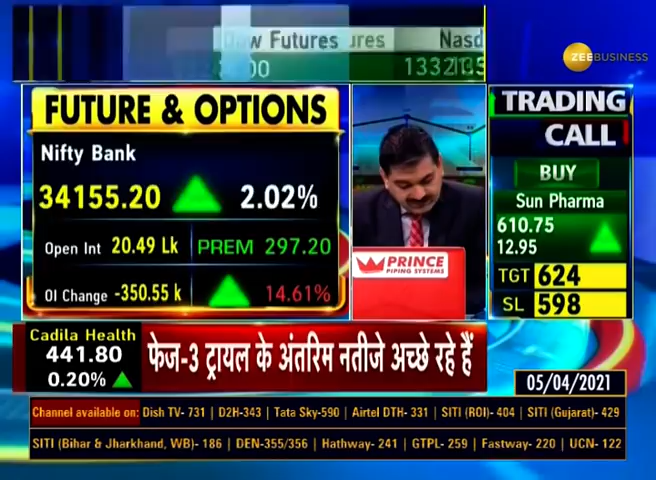 Dow Futures
Nasd
ZEE BUSINESS
FUTURE & OPTIONS
Nifty Bank
34155.20 2.02%
Open Int 20.49 Lk PREM 297.20
OI Change -350.55 k 14.61%
PRINCE
PIPING SYSTEMS
TRADING
CALL
BUY
Sun Pharma
610.75
12.95
TGT 624
SL 598
Cadila Health
441.80
0.20%
फेज-3 ट्रायल के अंतरिम नतीजे अच्छे रहे हैं
05/04/2021
Channel available on: Dish TV- 731 | D2H-343 | Tata Sky-590 | Airtel DTH- 331 | SITI (ROI)- 404 | SITI (Gujarat)- 429
SITI (Bihar & Jharkhand, WB)- 186 | DEN-355/356 | Hathway- 241 | GTPL- 259 | Fastway- 220 | UCN- 122